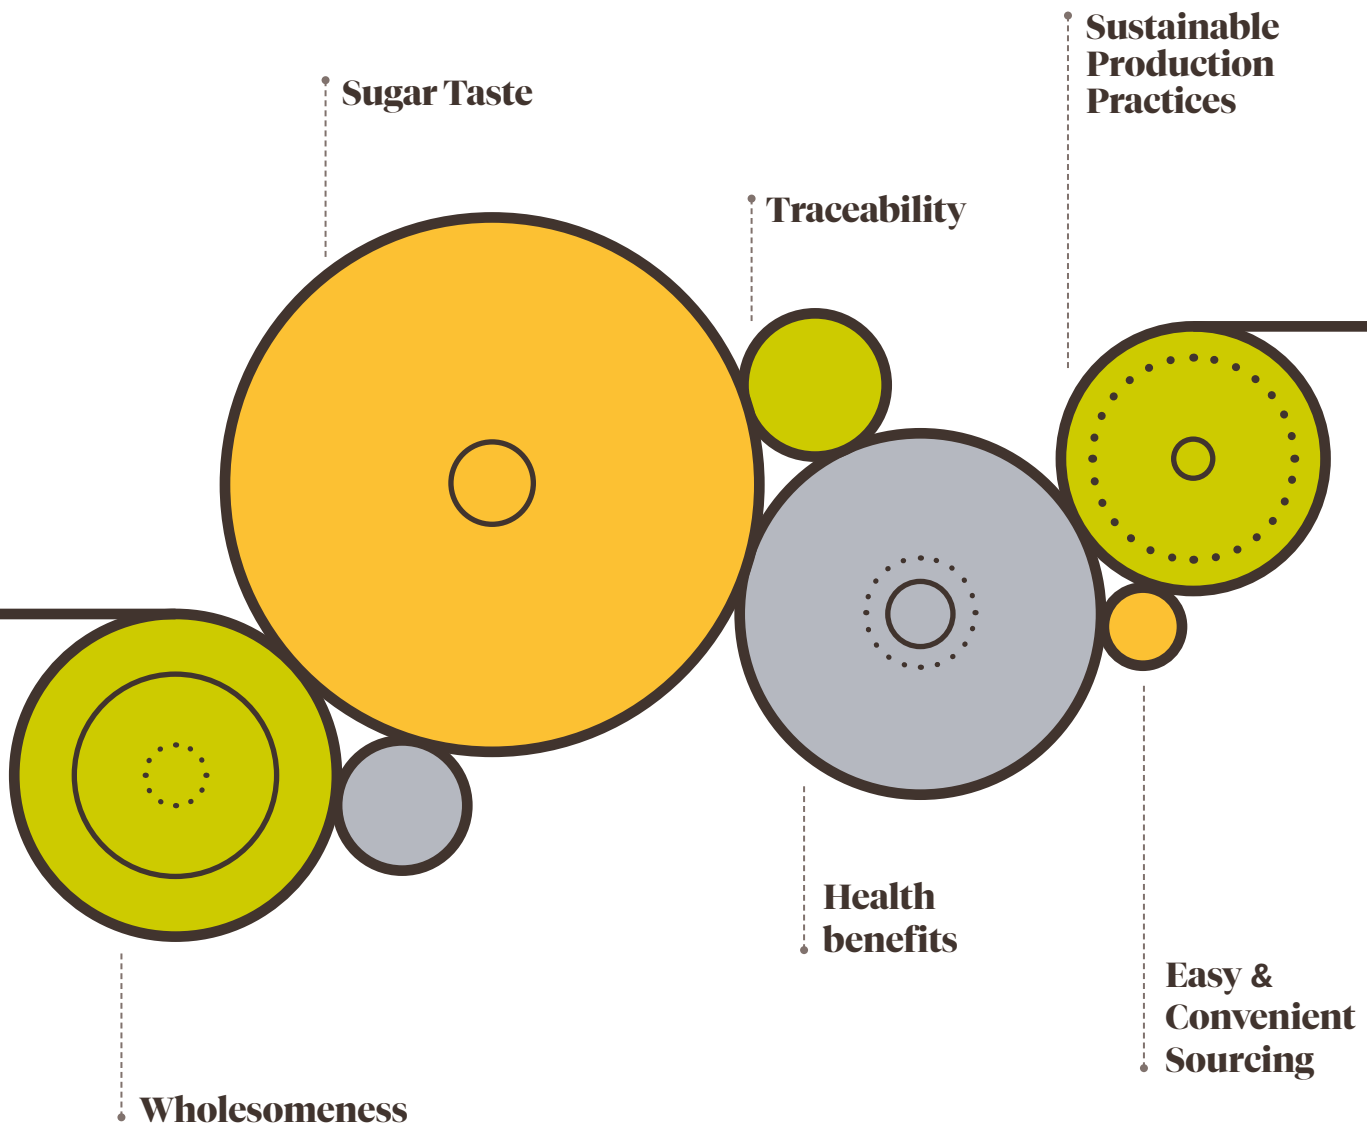 Sustainable
Production
Practices
Sugar Taste
Traceability
Health
benefits
Easy &
Convenient
Sourcing
Wholesomeness